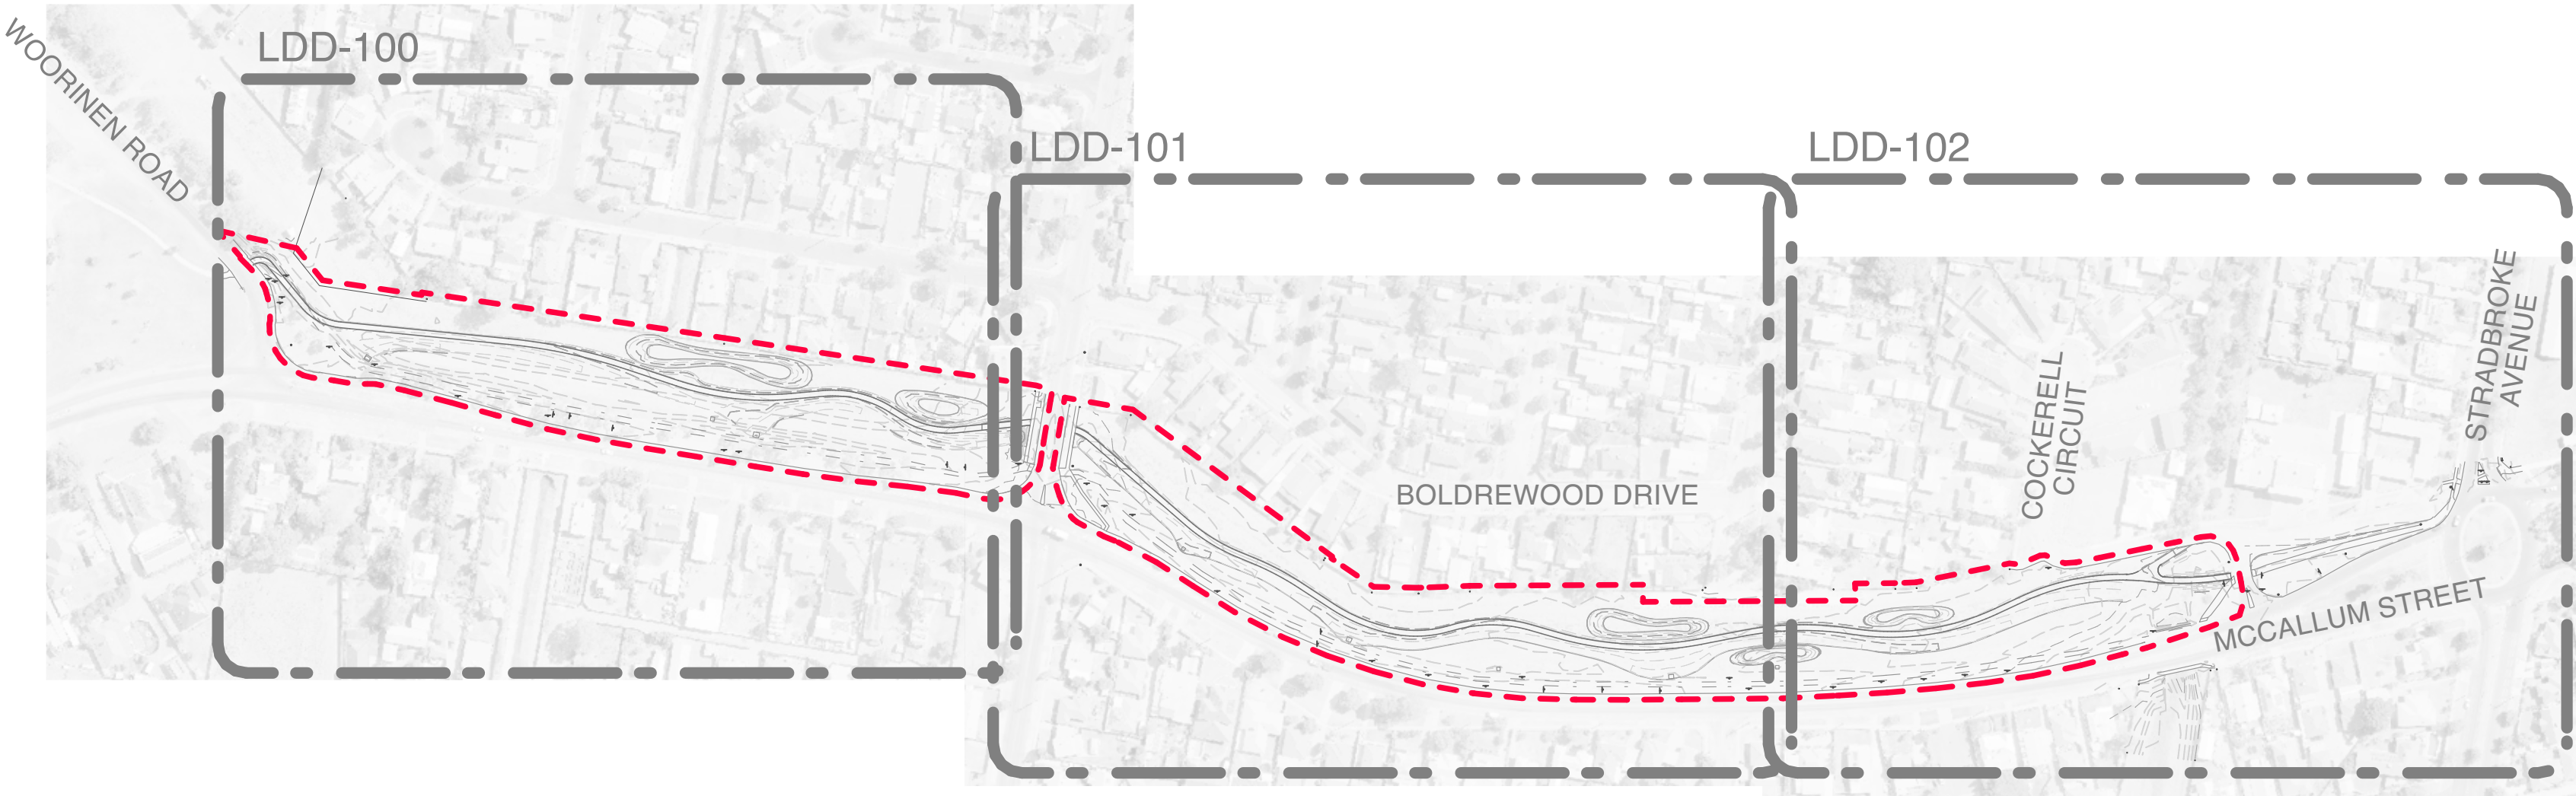 WOORINEN ROAD
LDD-100
LDD-101
LDD-102
BOLDREWOOD DRIVE
COCKERELL
CIRCUIT
STRADBROKE
AVENUE
MCCALLUM STREET